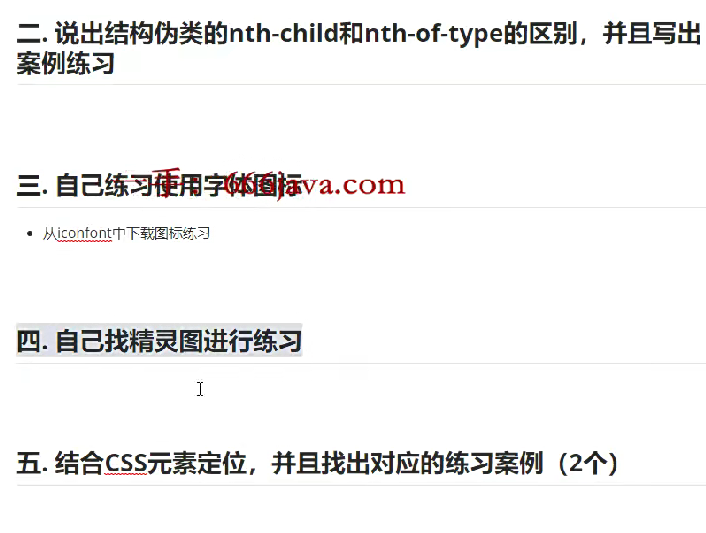 二. 说出结构伪类的nth-child和nth-of-type的区别，并且写出
案例练习
三. 自己练习使用字体图标
一手：666java.com
从iconfont中下载图标练习
四. 自己找精灵图进行练习
五. 结合CSS元素定位，并且找出对应的练习案例（2个）